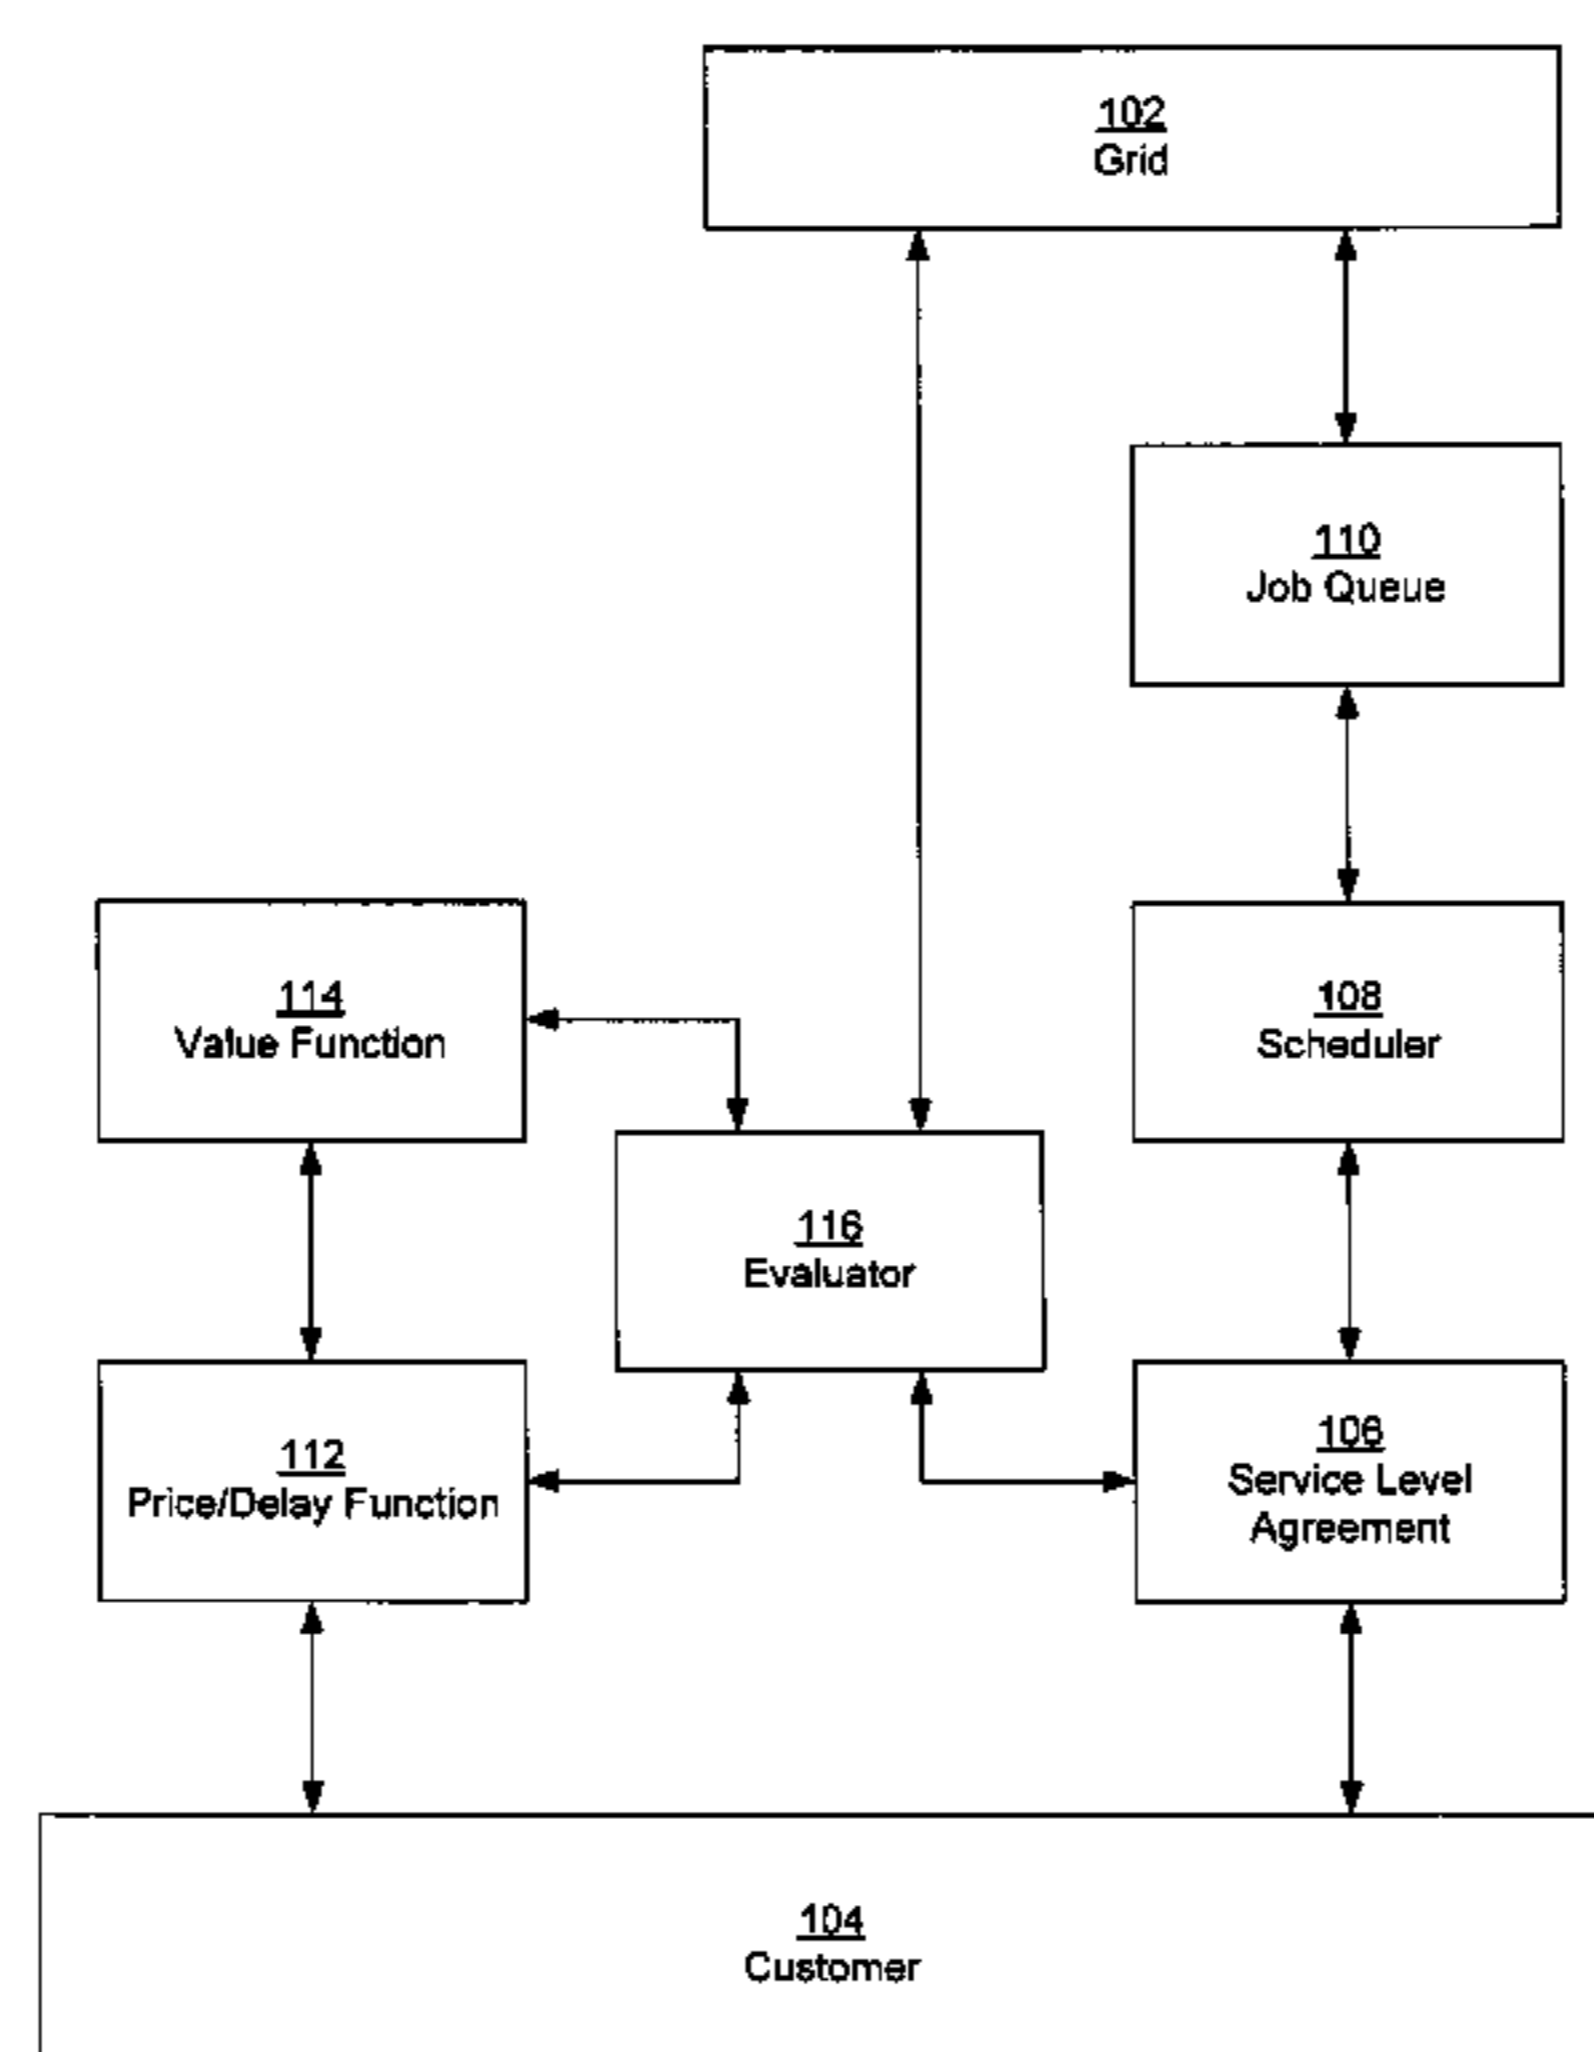 102
Grid
110
Job Queue
114
Value Function
108
Scheduler
116
Evaluator
112
Price/Delay Function
106
Service Level
Agreement
104
Customer